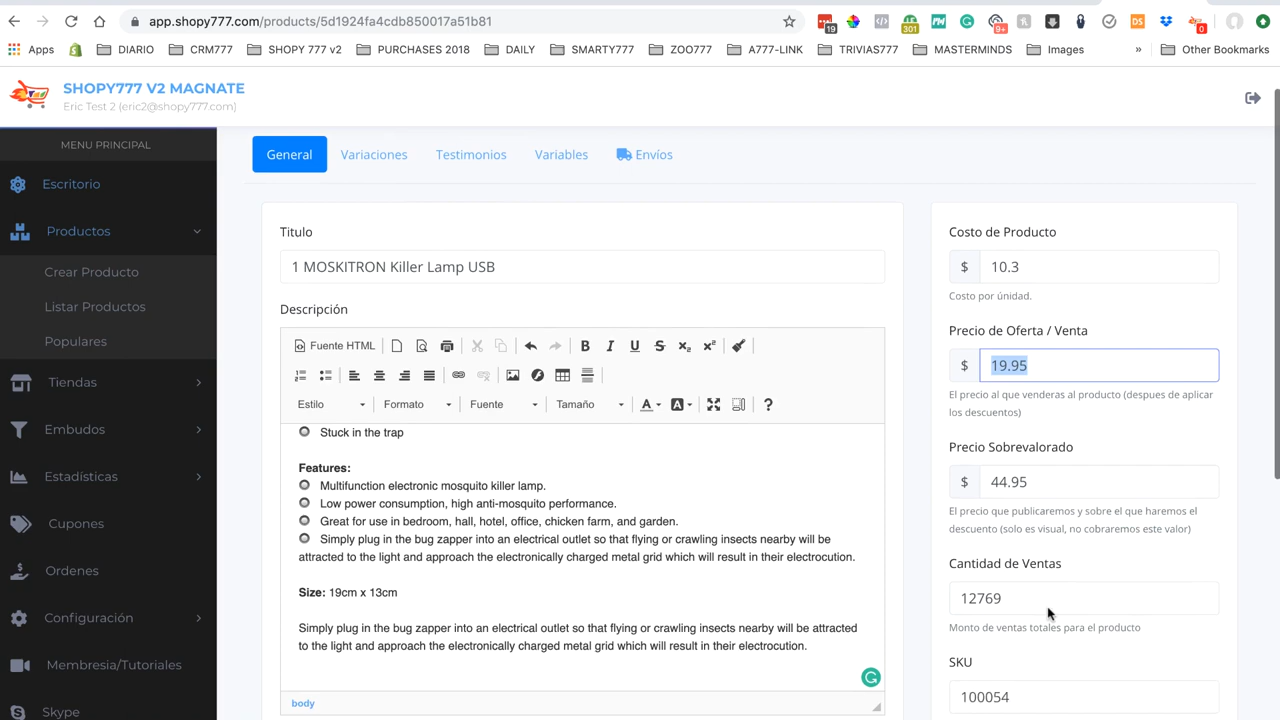 app.shopy777.com/products/5d1924fa4cdb850017a51b81
19
301
9+
DS
0
Apps
DIARIO
CRM777
SHOPY 777 v2
PURCHASES 2018
DAILY
SMARTY777
ZOO777
A777-LINK
TRIVIAS777
MASTERMINDS
Images
»
Other Bookmarks
SHOPY777 V2 MAGNATE
Eric Test 2 (eric2@shopy777.com)
MENU PRINCIPAL
Escritorio
Productos
Crear Producto
Listar Productos
Populares
Tiendas
Embudos
Estadísticas
Cupones
Ordenes
Configuración
Membresia/Tutoriales
Skype
General
Variaciones
Testimonios
Variables
Envíos
Titulo
1 MOSKITRON Killer Lamp USB
Descripción
Fuente HTML
B I U S x₂ x²
Estilo
Formato
Fuente
Tamaño
A
A
?
Stuck in the trap
Features:
Multifunction electronic mosquito killer lamp.
Low power consumption, high anti-mosquito performance.
Great for use in bedroom, hall, hotel, office, chicken farm, and garden.
Simply plug in the bug zapper into an electrical outlet so that flying or crawling insects nearby will be
attracted to the light and approach the electronically charged metal grid which will result in their electrocution.
Size: 19cm x 13cm
Simply plug in the bug zapper into an electrical outlet so that flying or crawling insects nearby will be attracted
to the light and approach the electronically charged metal grid which will result in their electrocution.
body
Costo de Producto
$ 10.3
Costo por únidad.
Precio de Oferta / Venta
$ 19.95
El precio al que venderas al producto (despues de aplicar
los descuentos)
Precio Sobrevalorado
$ 44.95
El precio que publicaremos y sobre el que haremos el
descuento (solo es visual, no cobraremos este valor)
Cantidad de Ventas
12769
Monto de ventas totales para el producto
SKU
100054